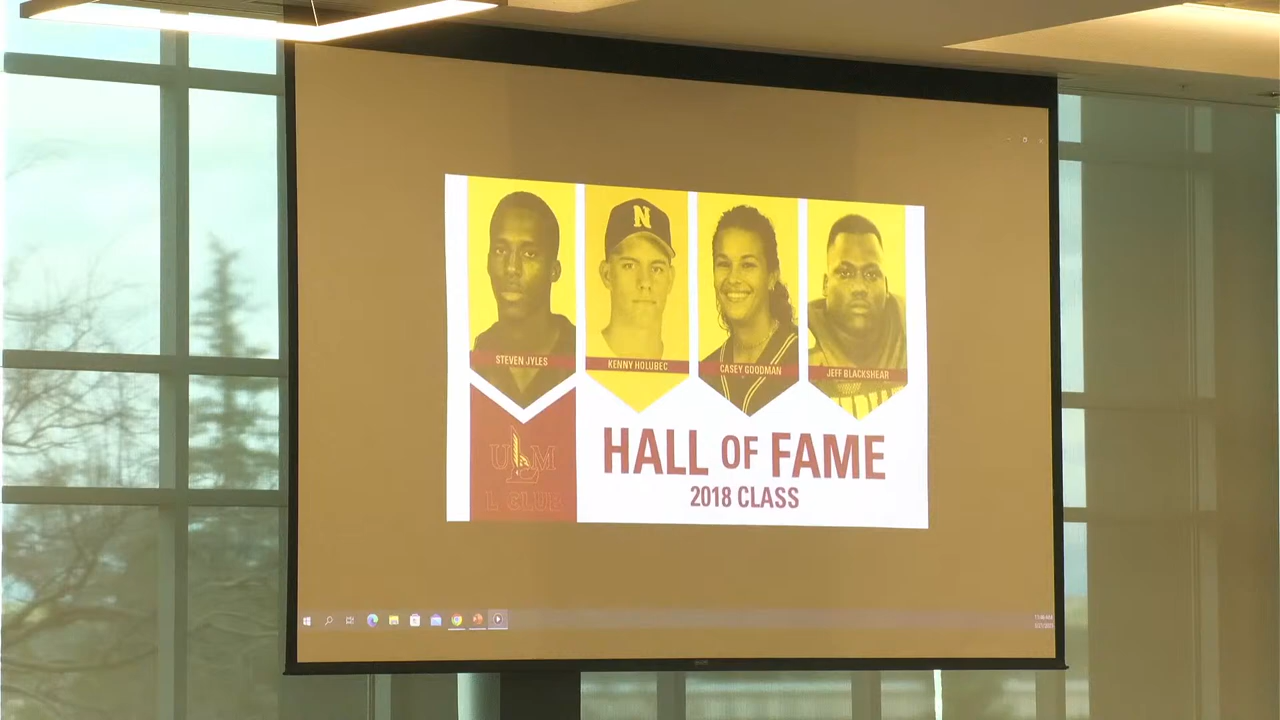 N
STEVEN JYLES
KENNY HOLUBEC
CASEY GOODMAN
JEFF BLACKSHEAR
ULM
L CLUB
HALL OF FAME
2018 CLASS